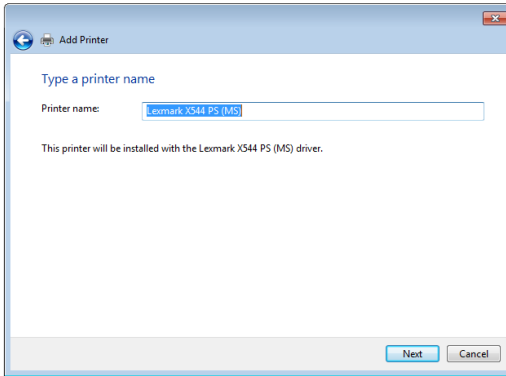 Add Printer
Type a printer name
Printer name: Lexmark X544 PS (MS)
This printer will be installed with the Lexmark X544 PS (MS) driver.
Next Cancel